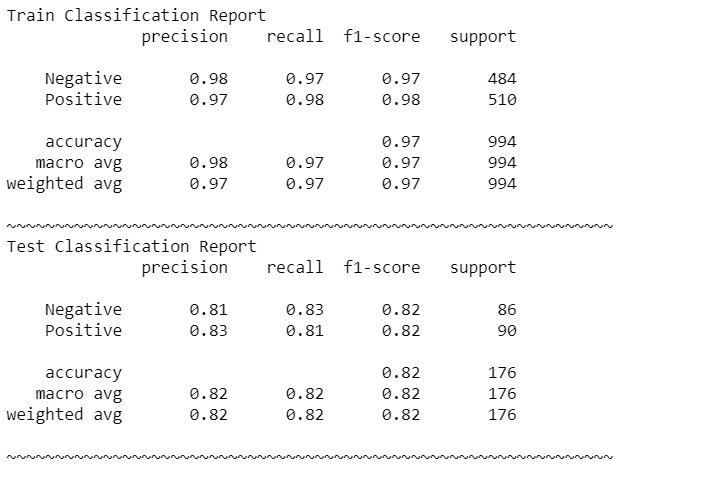 Train Classification Report
precision recall f1-score support
Negative 0.98 0.97 0.97 484
Positive 0.97 0.98 0.98 510
accuracy 0.97 994
macro avg 0.98 0.97 0.97 994
weighted avg 0.97 0.97 0.97 994
~~~~~~~~~~~~~~~~~~~~~~~~~~~~~~~~~~~~~~~~~~~~~~~~~~~~~~~~~~~~~~~
Test Classification Report
precision recall f1-score support
Negative 0.81 0.83 0.82 86
Positive 0.83 0.81 0.82 90
accuracy 0.82 176
macro avg 0.82 0.82 0.82 176
weighted avg 0.82 0.82 0.82 176
~~~~~~~~~~~~~~~~~~~~~~~~~~~~~~~~~~~~~~~~~~~~~~~~~~~~~~~~~~~~~~~